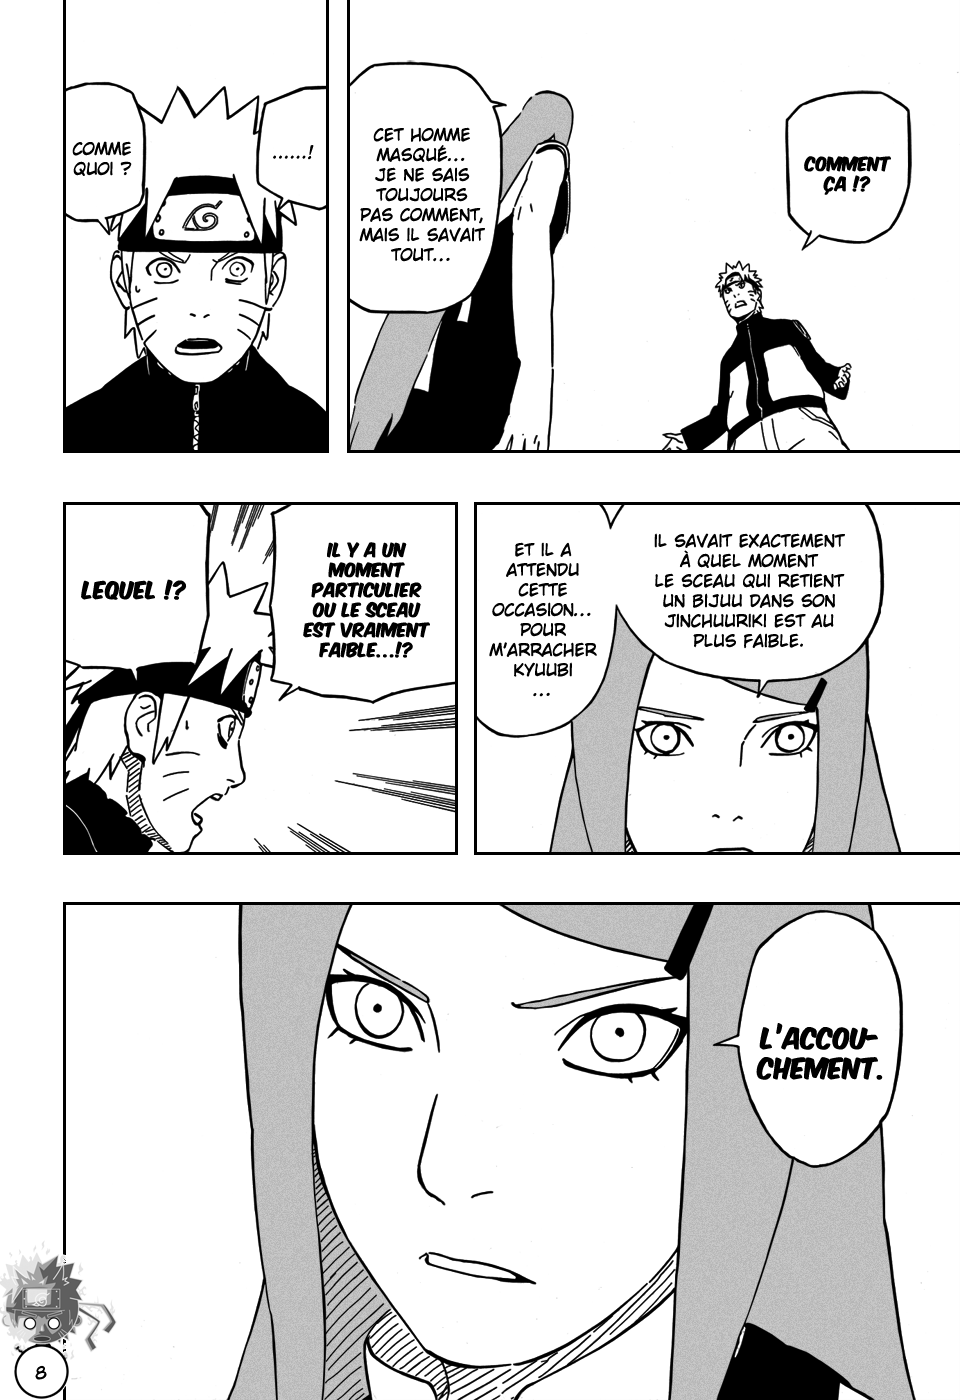 COMMENT
ÇA !?
CET HOMME
MASQUÉ...
JE NE SAIS
TOUJOURS
PAS COMMENT,
MAIS IL SAVAIT
TOUT...
......!
COMME
QUOI ?
IL SAVAIT EXACTEMENT
À QUEL MOMENT
LE SCEAU QUI RETIENT
UN BIJUU DANS SON
JINCHUURIKI EST AU
PLUS FAIBLE.
ET IL A
ATTENDU
CETTE
OCCASION...
POUR
M'ARRACHER
KYUUBI
...
IL Y A UN
MOMENT
PARTICULIER
OU LE SCEAU
EST VRAIMENT
FAIBLE...!?
LEQUEL !?
L'ACCOU-
CHEMENT.
8